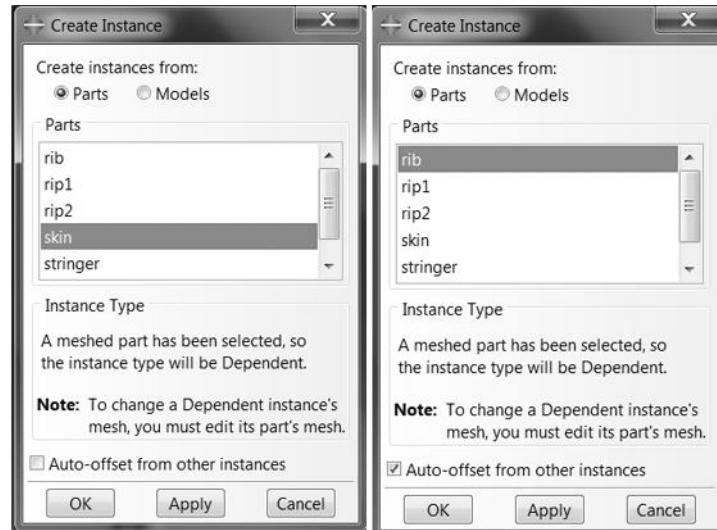 Create Instance
Create instances from:
Parts Models
Parts
rib
rip1
rip2
skin
stringer
Instance Type
A meshed part has been selected, so
the instance type will be Dependent.
Note: To change a Dependent instance's
mesh, you must edit its part's mesh.
Auto-offset from other instances
OK Apply Cancel
Create Instance
Create instances from:
Parts Models
Parts
rib
rip1
rip2
skin
stringer
Instance Type
A meshed part has been selected, so
the instance type will be Dependent.
Note: To change a Dependent instance's
mesh, you must edit its part's mesh.
Auto-offset from other instances
OK Apply Cancel